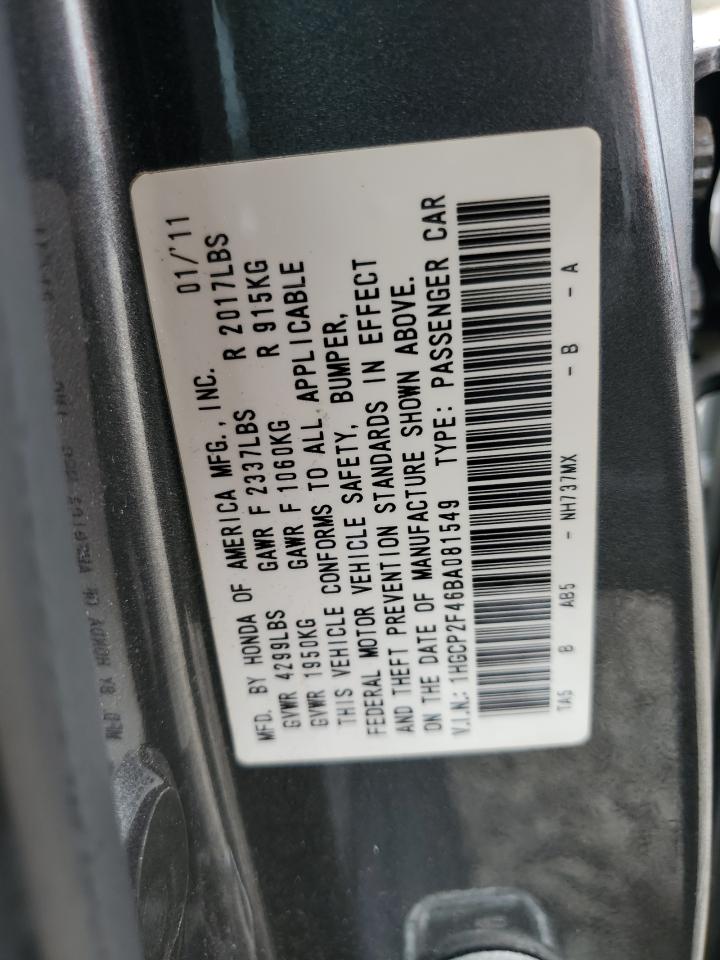 MFD. BY HONDA OF AMERICA MFG., INC. 01/'11
GVWR 4299LBS GAWR F 2337LBS R 2017LBS
GVWR 1950KG GAWR F 1060KG R 915KG
THIS VEHICLE CONFORMS TO ALL APPLICABLE
FEDERAL MOTOR VEHICLE SAFETY, BUMPER,
AND THEFT PREVENTION STANDARDS IN EFFECT
ON THE DATE OF MANUFACTURE SHOWN ABOVE.
V.I.N.: 1HGCP2F46BA081549 TYPE: PASSENGER CAR
TA5 B AB5 - NH737MX - B - A